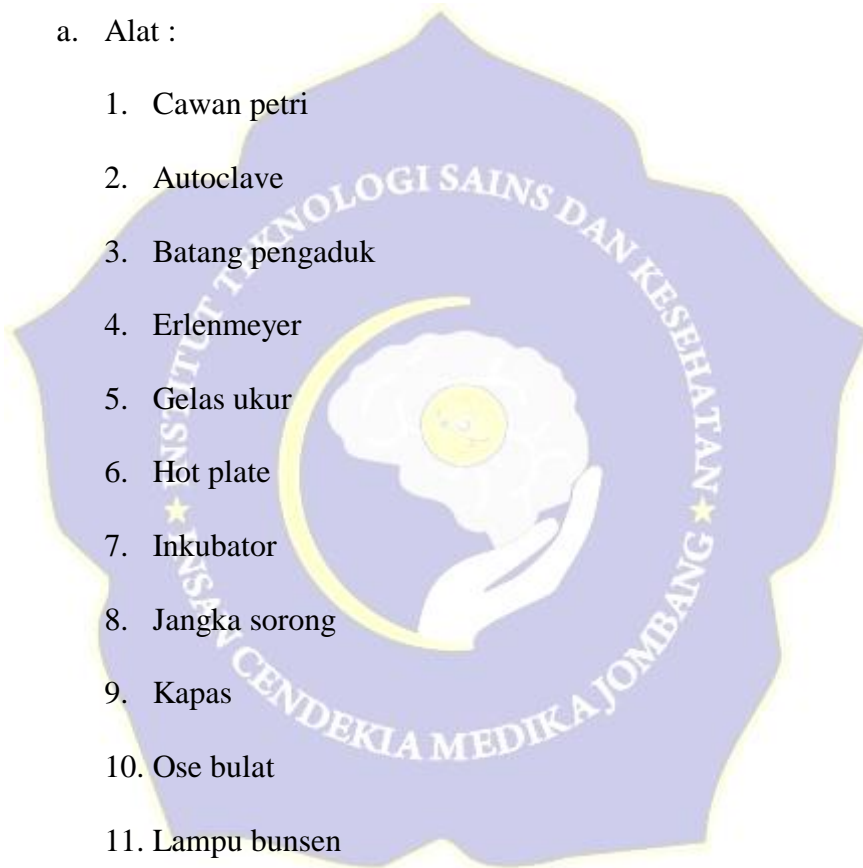 a. Alat :
1. Cawan petri
2. Autoclave
3. Batang pengaduk
4. Erlenmeyer
5. Gelas ukur
6. Hot plate
7. Inkubator
8. Jangka sorong
9. Kapas
10. Ose bulat
11. Lampu bunsen
INSTITUT TEKNOLOGI SAINS DAN KESEHATAN
INSAN CENDEKIA MEDIKA JOMBANG